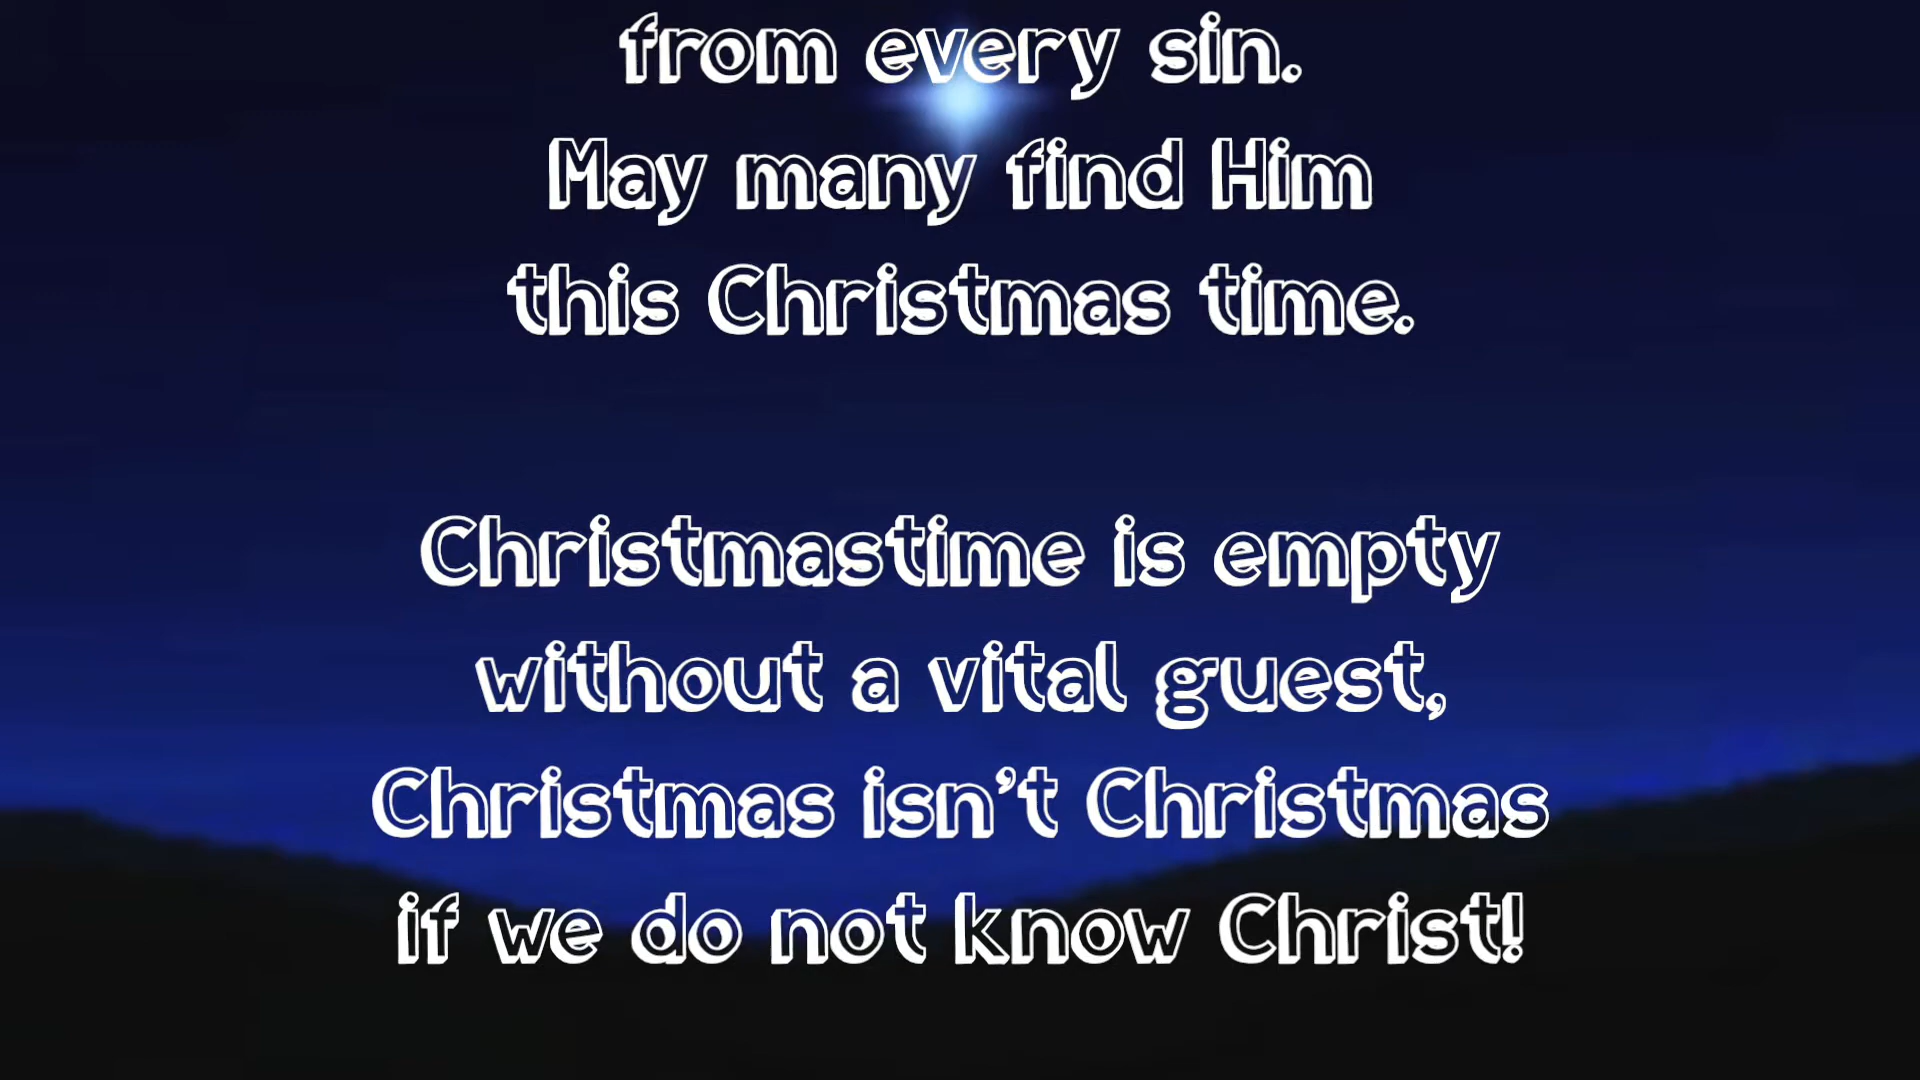 from every sin.
May many find Him
this Christmas time.
Christmastime is empty
without a vital guest,
Christmas isn't Christmas
if we do not know Christ!